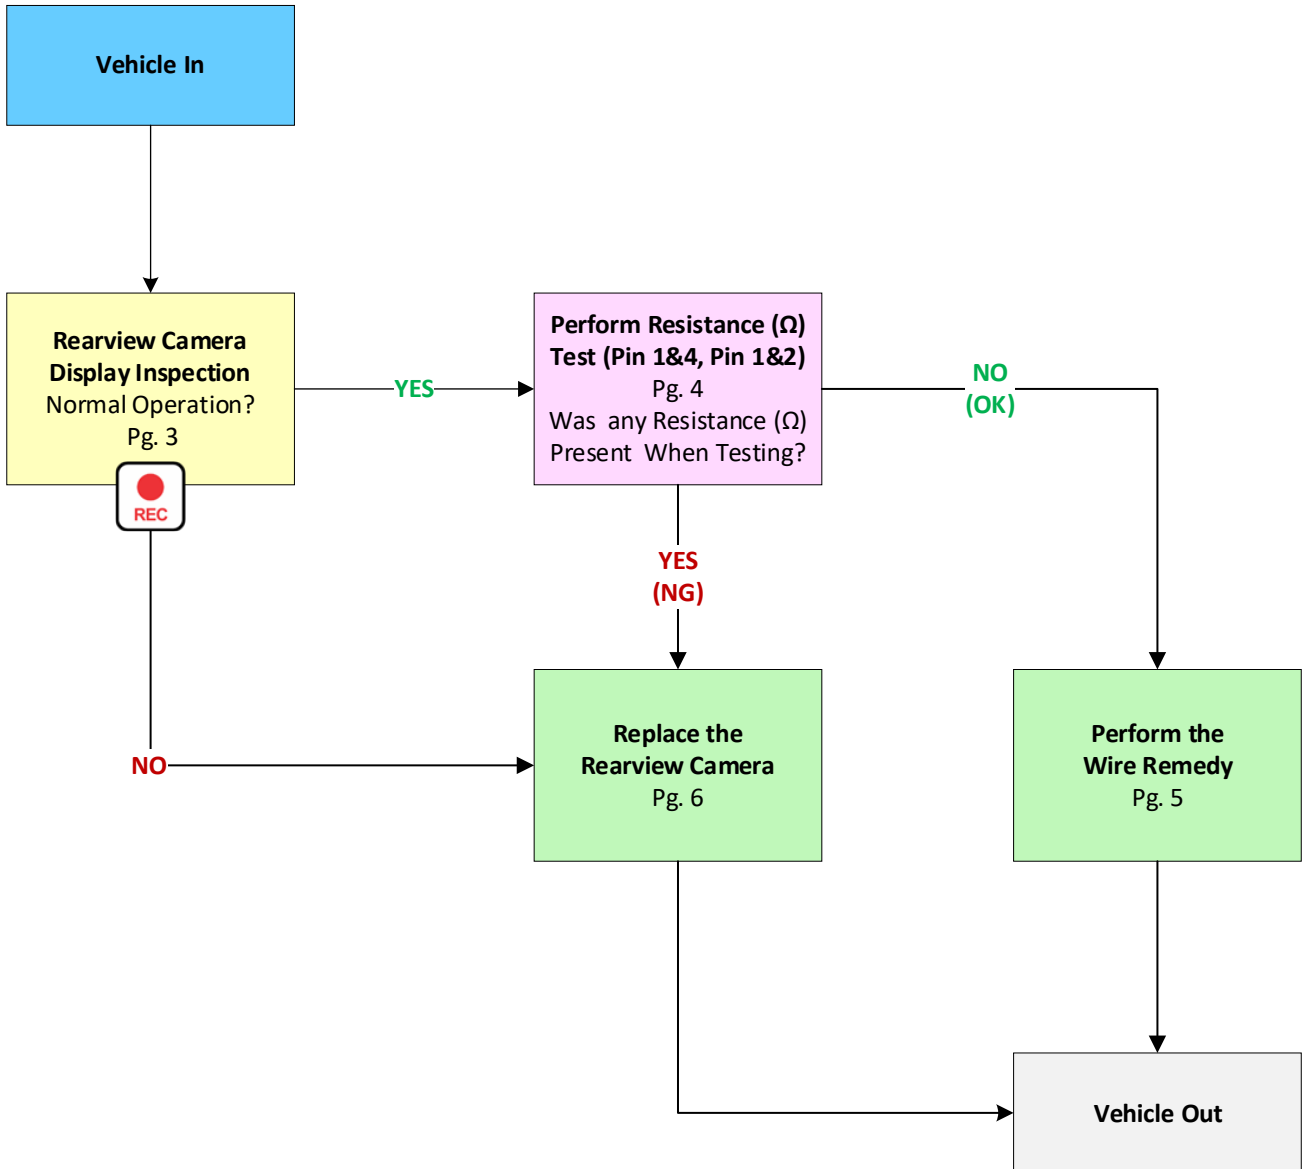 Vehicle In
Rearview Camera
Display Inspection
Normal Operation?
Pg. 3
REC
YES
Perform Resistance (Ω)
Test (Pin 1&4, Pin 1&2)
Pg. 4
Was any Resistance (Ω)
Present When Testing?
NO
(OK)
YES
(NG)
NO
Replace the
Rearview Camera
Pg. 6
Perform the
Wire Remedy
Pg. 5
Vehicle Out